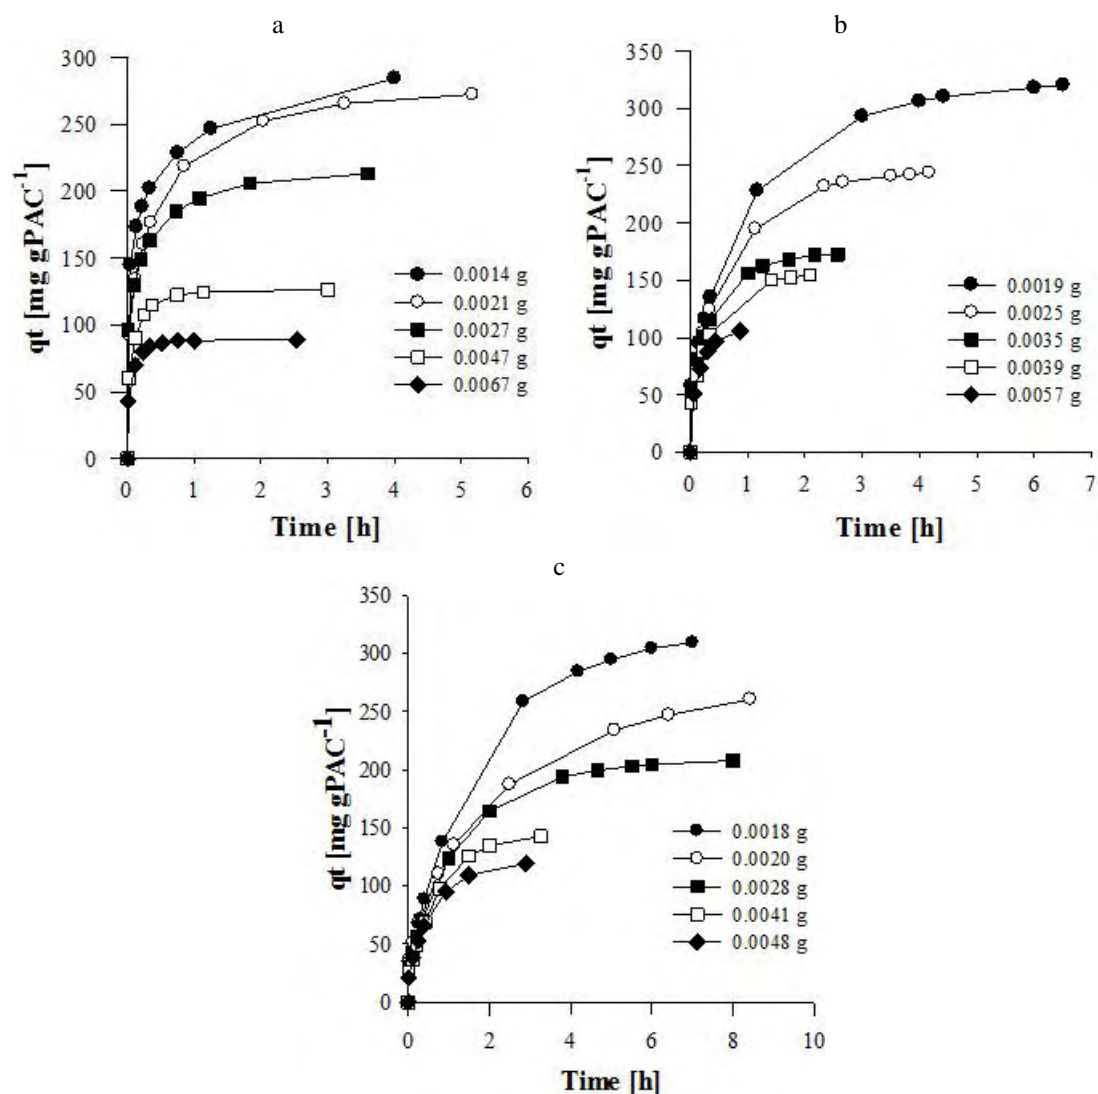 a
300
250
200
150
100
50
0
qt [mg gPAC⁻¹]
0.0014 g
0.0021 g
0.0027 g
0.0047 g
0.0067 g
0 1 2 3 4 5 6
Time [h]
b
350
300
250
200
150
100
50
0
qt [mg gPAC⁻¹]
0.0019 g
0.0025 g
0.0035 g
0.0039 g
0.0057 g
0 1 2 3 4 5 6 7
Time [h]
c
350
300
250
200
150
100
50
0
qt [mg gPAC⁻¹]
0.0018 g
0.0020 g
0.0028 g
0.0041 g
0.0048 g
0 2 4 6 8 10
Time [h]